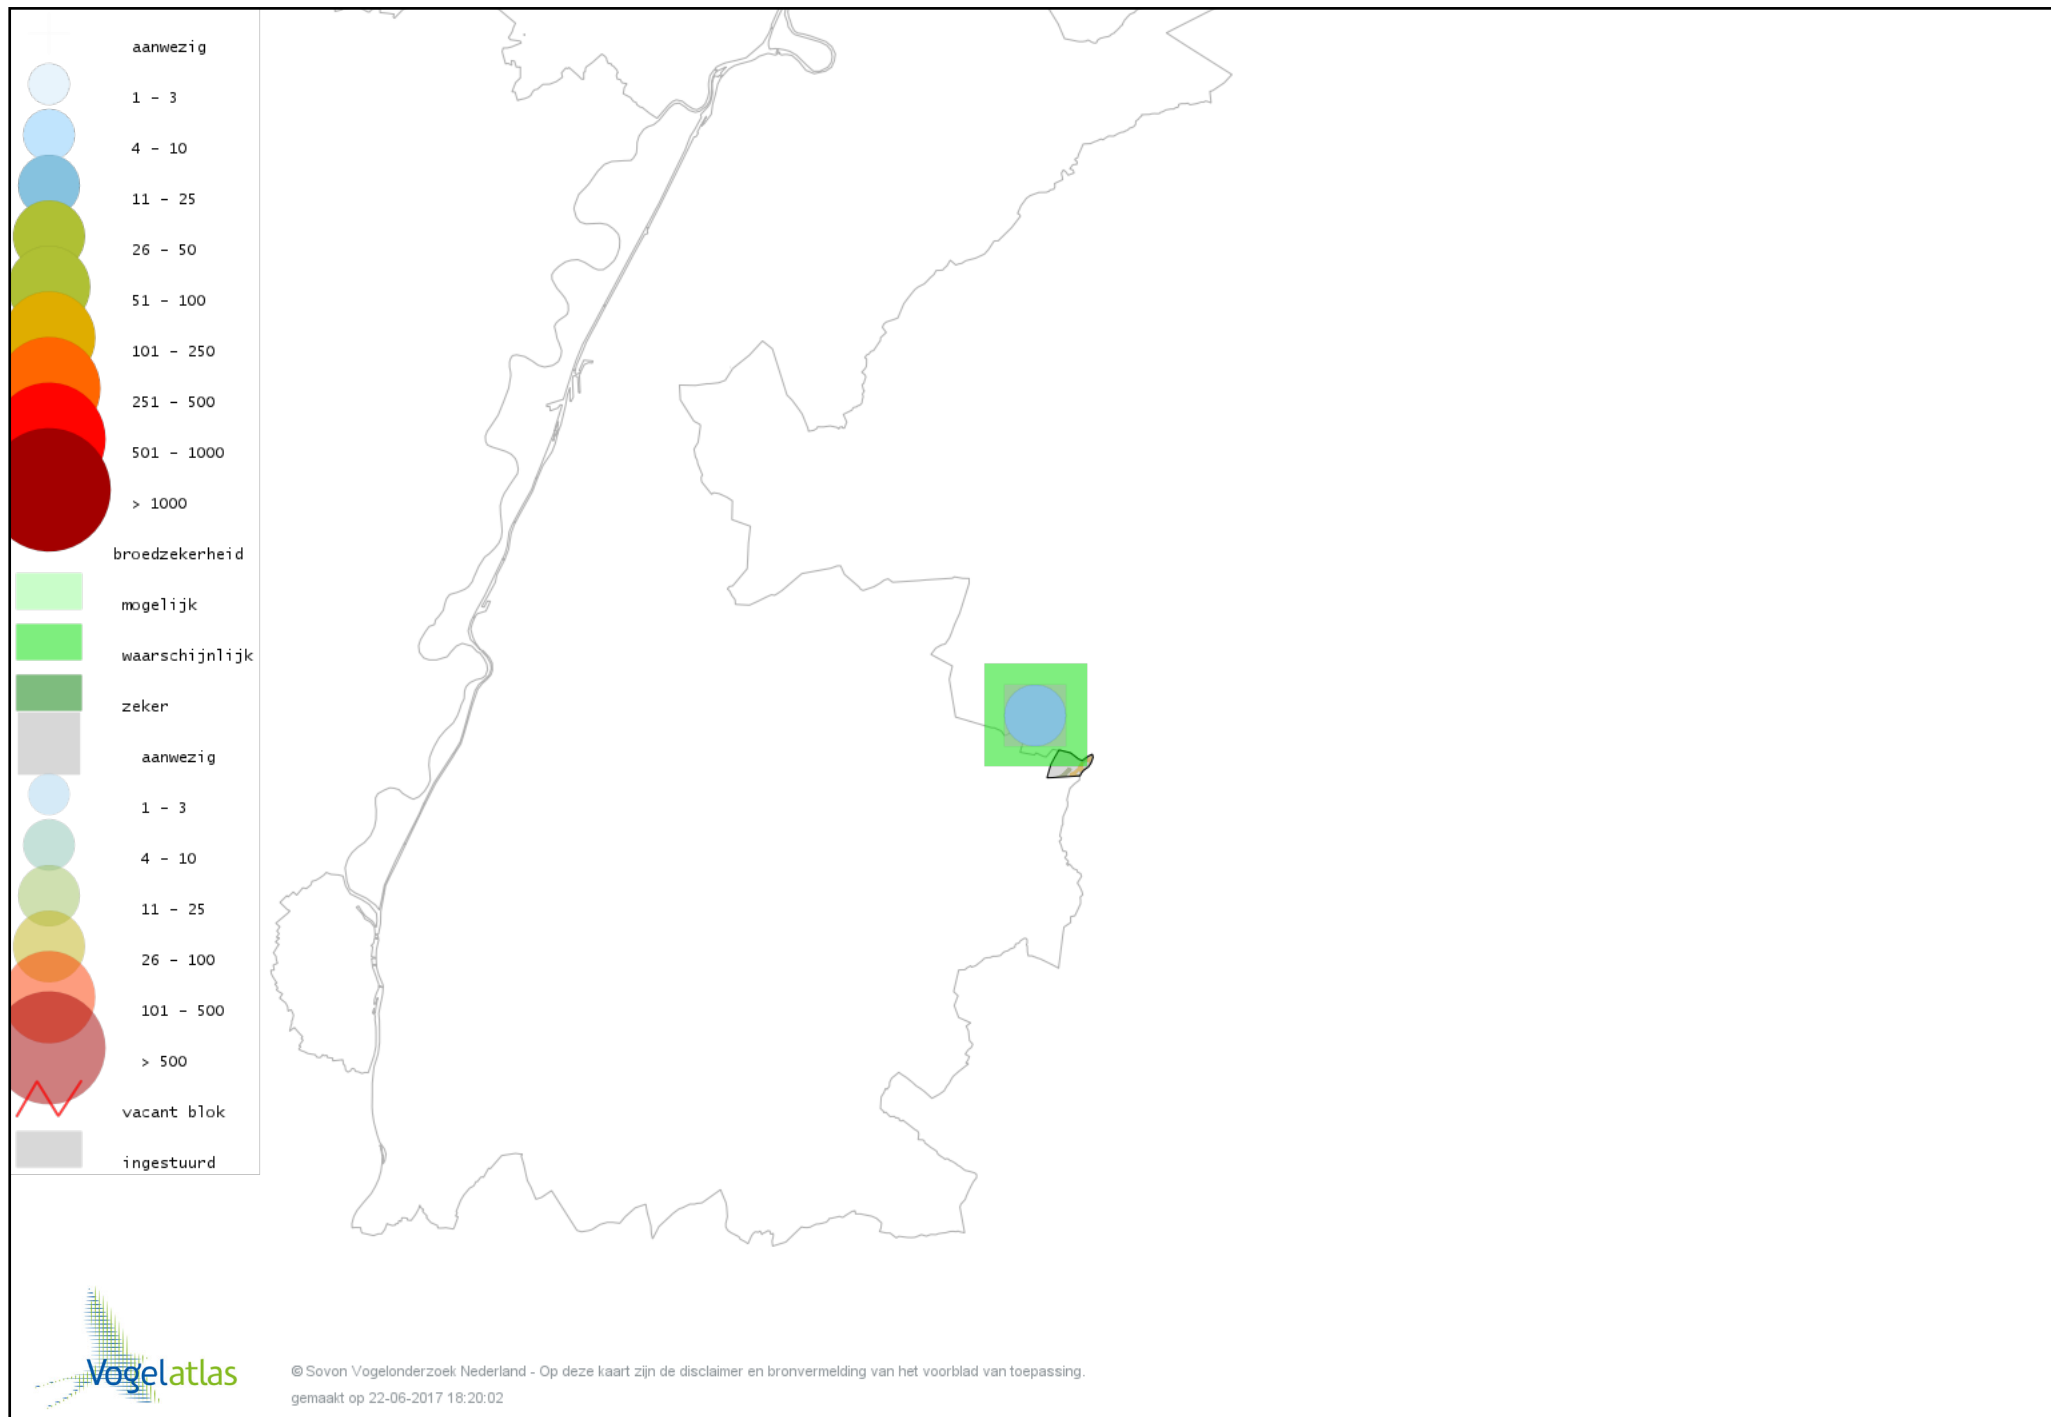 aanwezig
1 - 3
4 - 10
11 - 25
26 - 50
51 - 100
101 - 250
251 - 500
501 - 1000
> 1000
broedzekerheid
mogelijk
waarschijnlijk
zeker
aanwezig
1 - 3
4 - 10
11 - 25
26 - 100
101 - 500
> 500
vacant blok
ingestuurd
Vogelatlas
© Sovon Vogelonderzoek Nederland - Op deze kaart zijn de disclaimer en bronvermelding van het voorblad van toepassing.
gemaakt op 22-06-2017 18:20:02